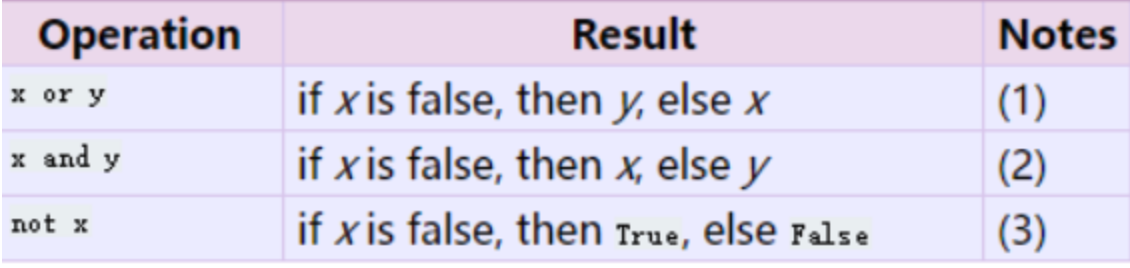 Operation Result Notes
x or y if x is false, then y, else x (1)
x and y if x is false, then x, else y (2)
not x if x is false, then True, else False (3)